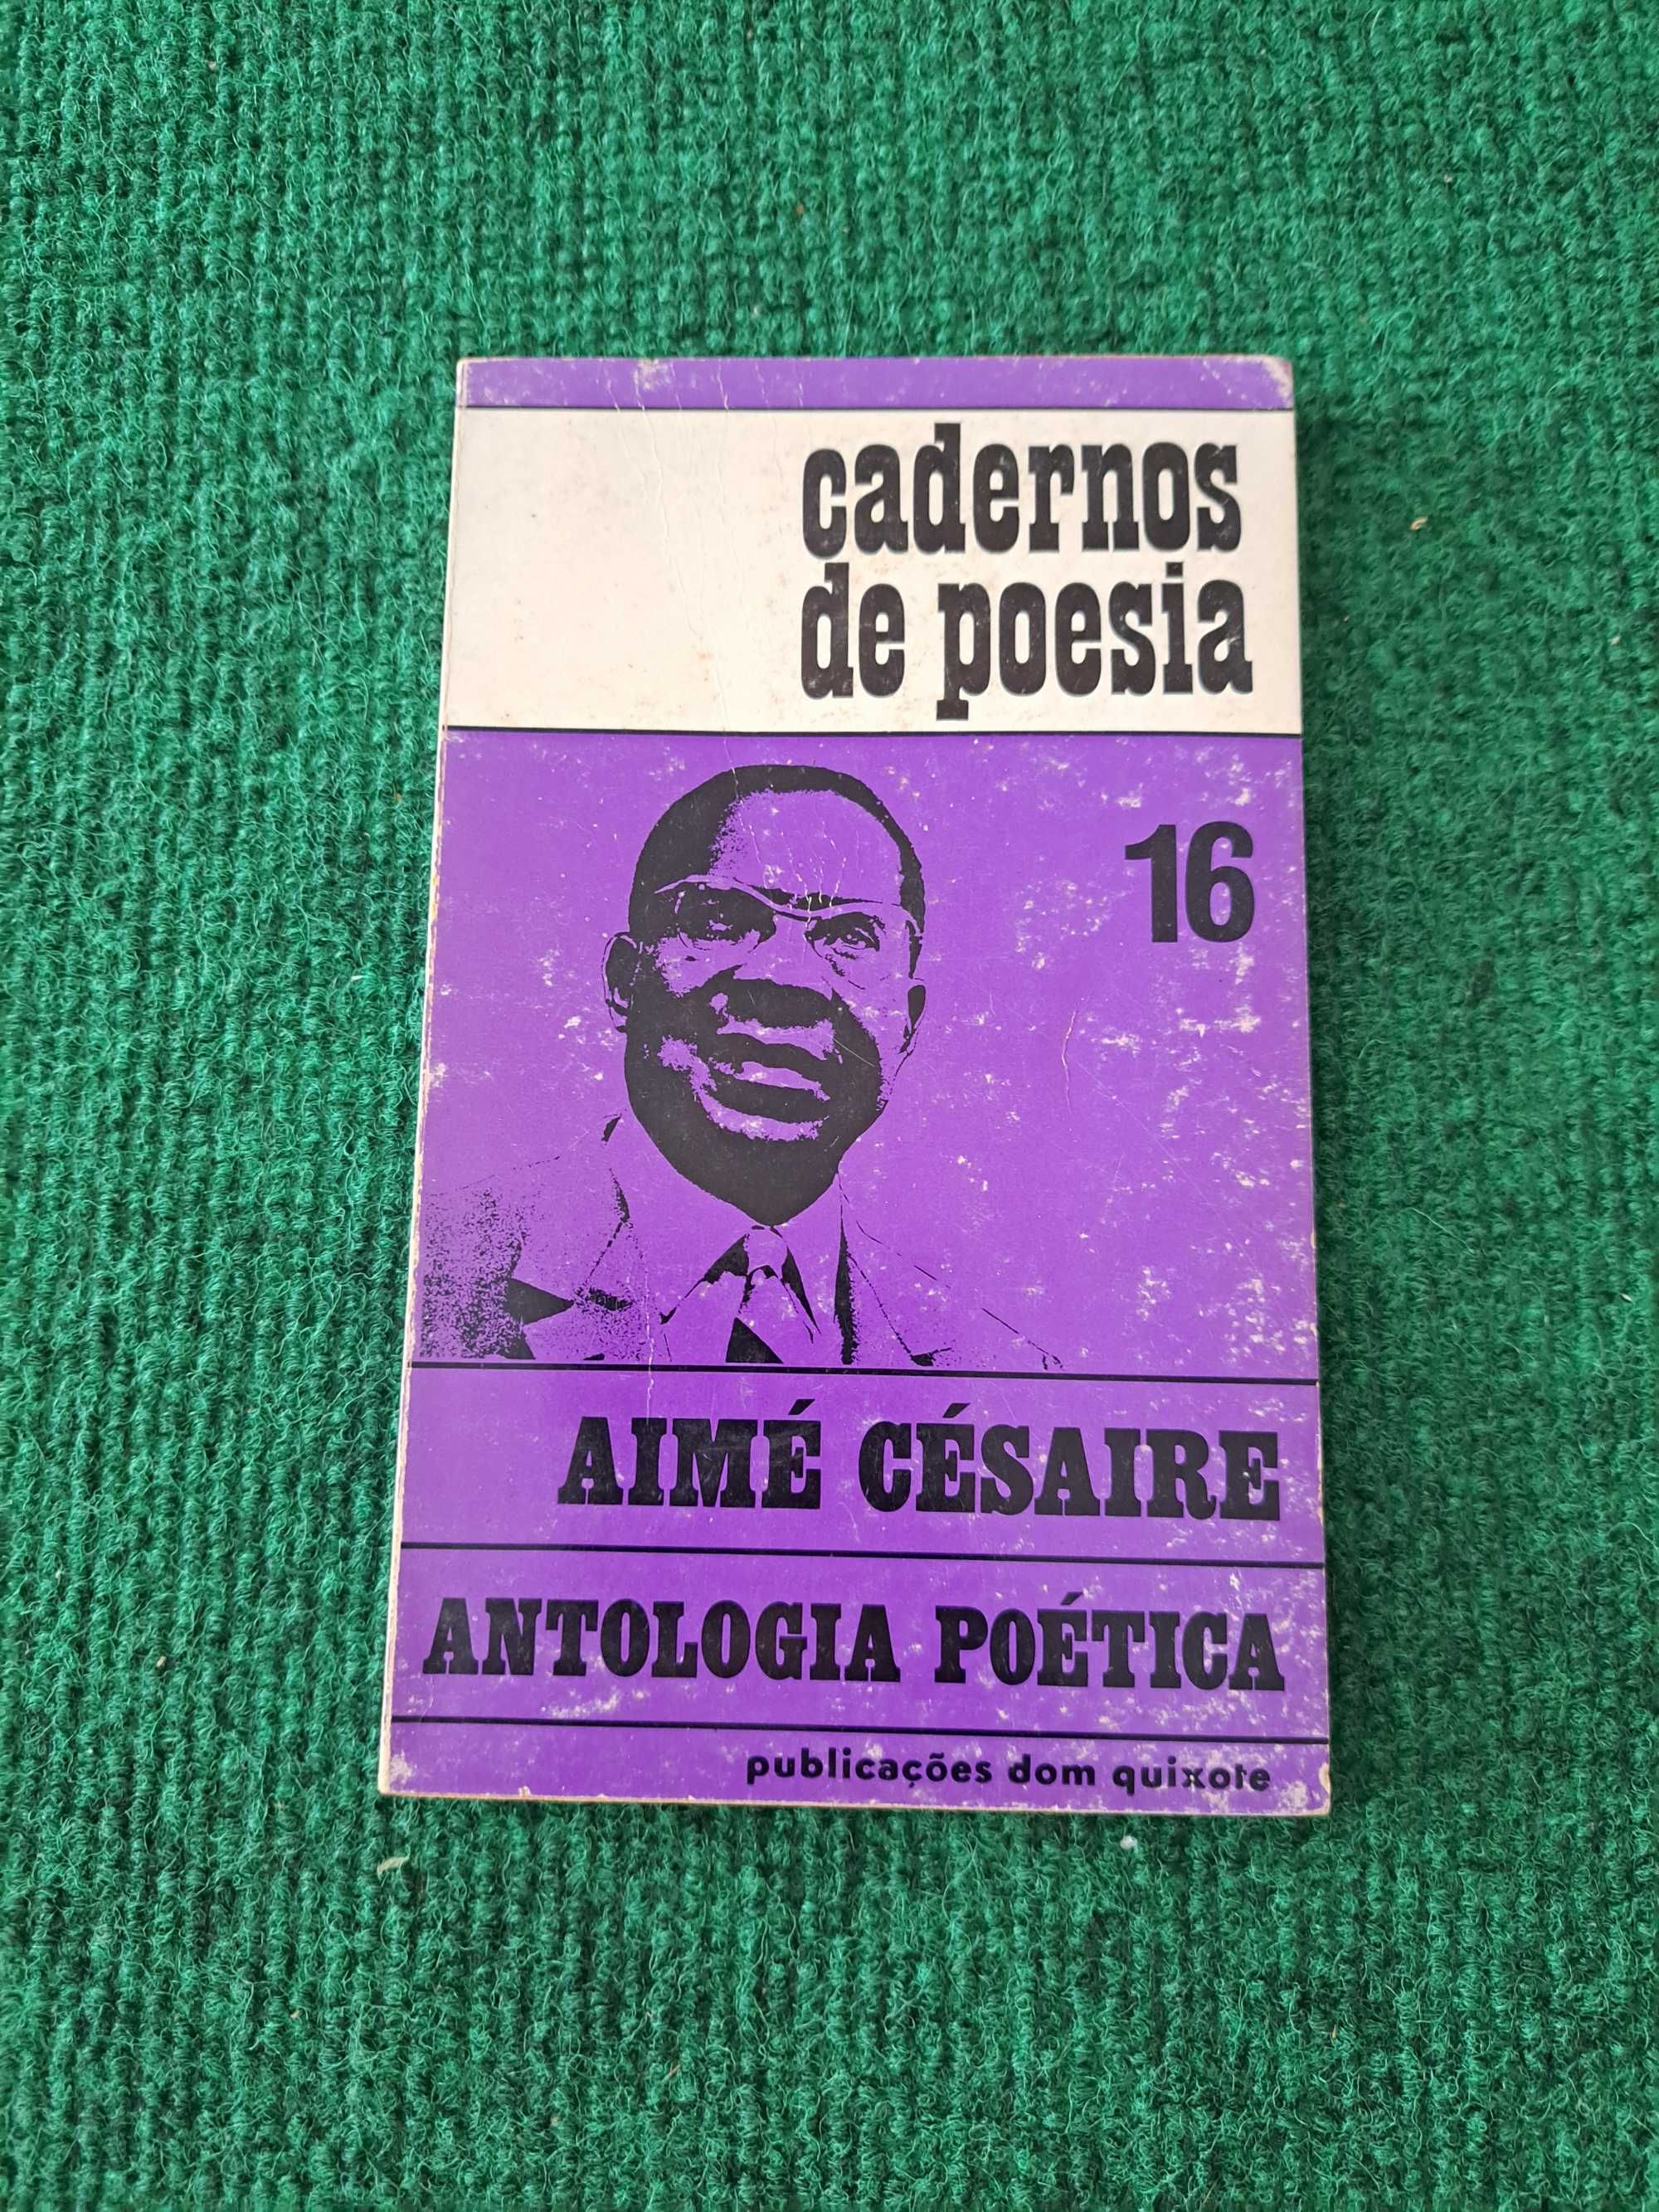 cadernos
de poesia
16
AIMÉ CÉSAIRE
ANTOLOGIA POÉTICA
publicações dom quixote